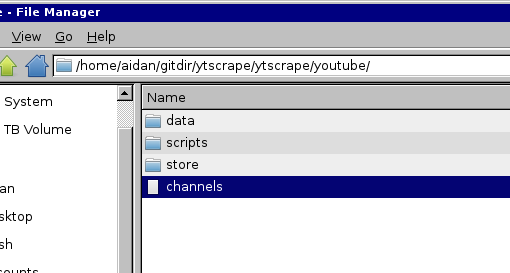 e - File Manager
View Go Help
/home/aidan/gitdir/ytscrape/ytscrape/youtube/
System
TB Volume
an
sktop
sh
counts
Name
data
scripts
store
channels